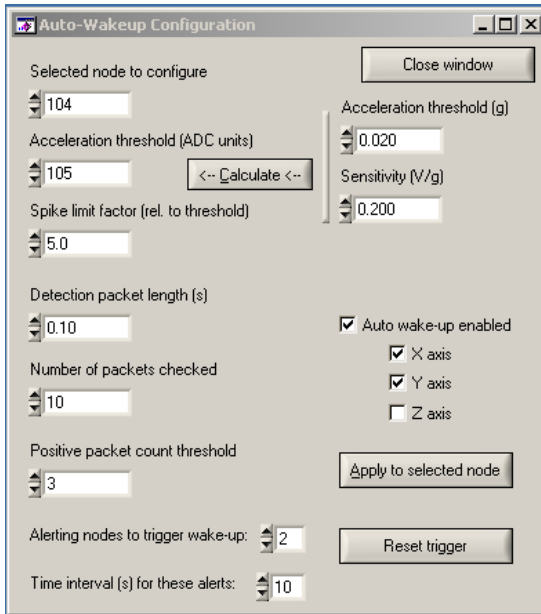 Auto-Wakeup Configuration
Close window
Selected node to configure
104
Acceleration threshold (g)
0.020
Acceleration threshold (ADC units)
105
<-- Calculate <--
Sensitivity (V/g)
0.200
Spike limit factor (rel. to threshold)
5.0
Detection packet length (s)
0.10
Auto wake-up enabled
X axis
Y axis
Z axis
Number of packets checked
10
Positive packet count threshold
3
Apply to selected node
Alerting nodes to trigger wake-up:
2
Reset trigger
Time interval (s) for these alerts:
10